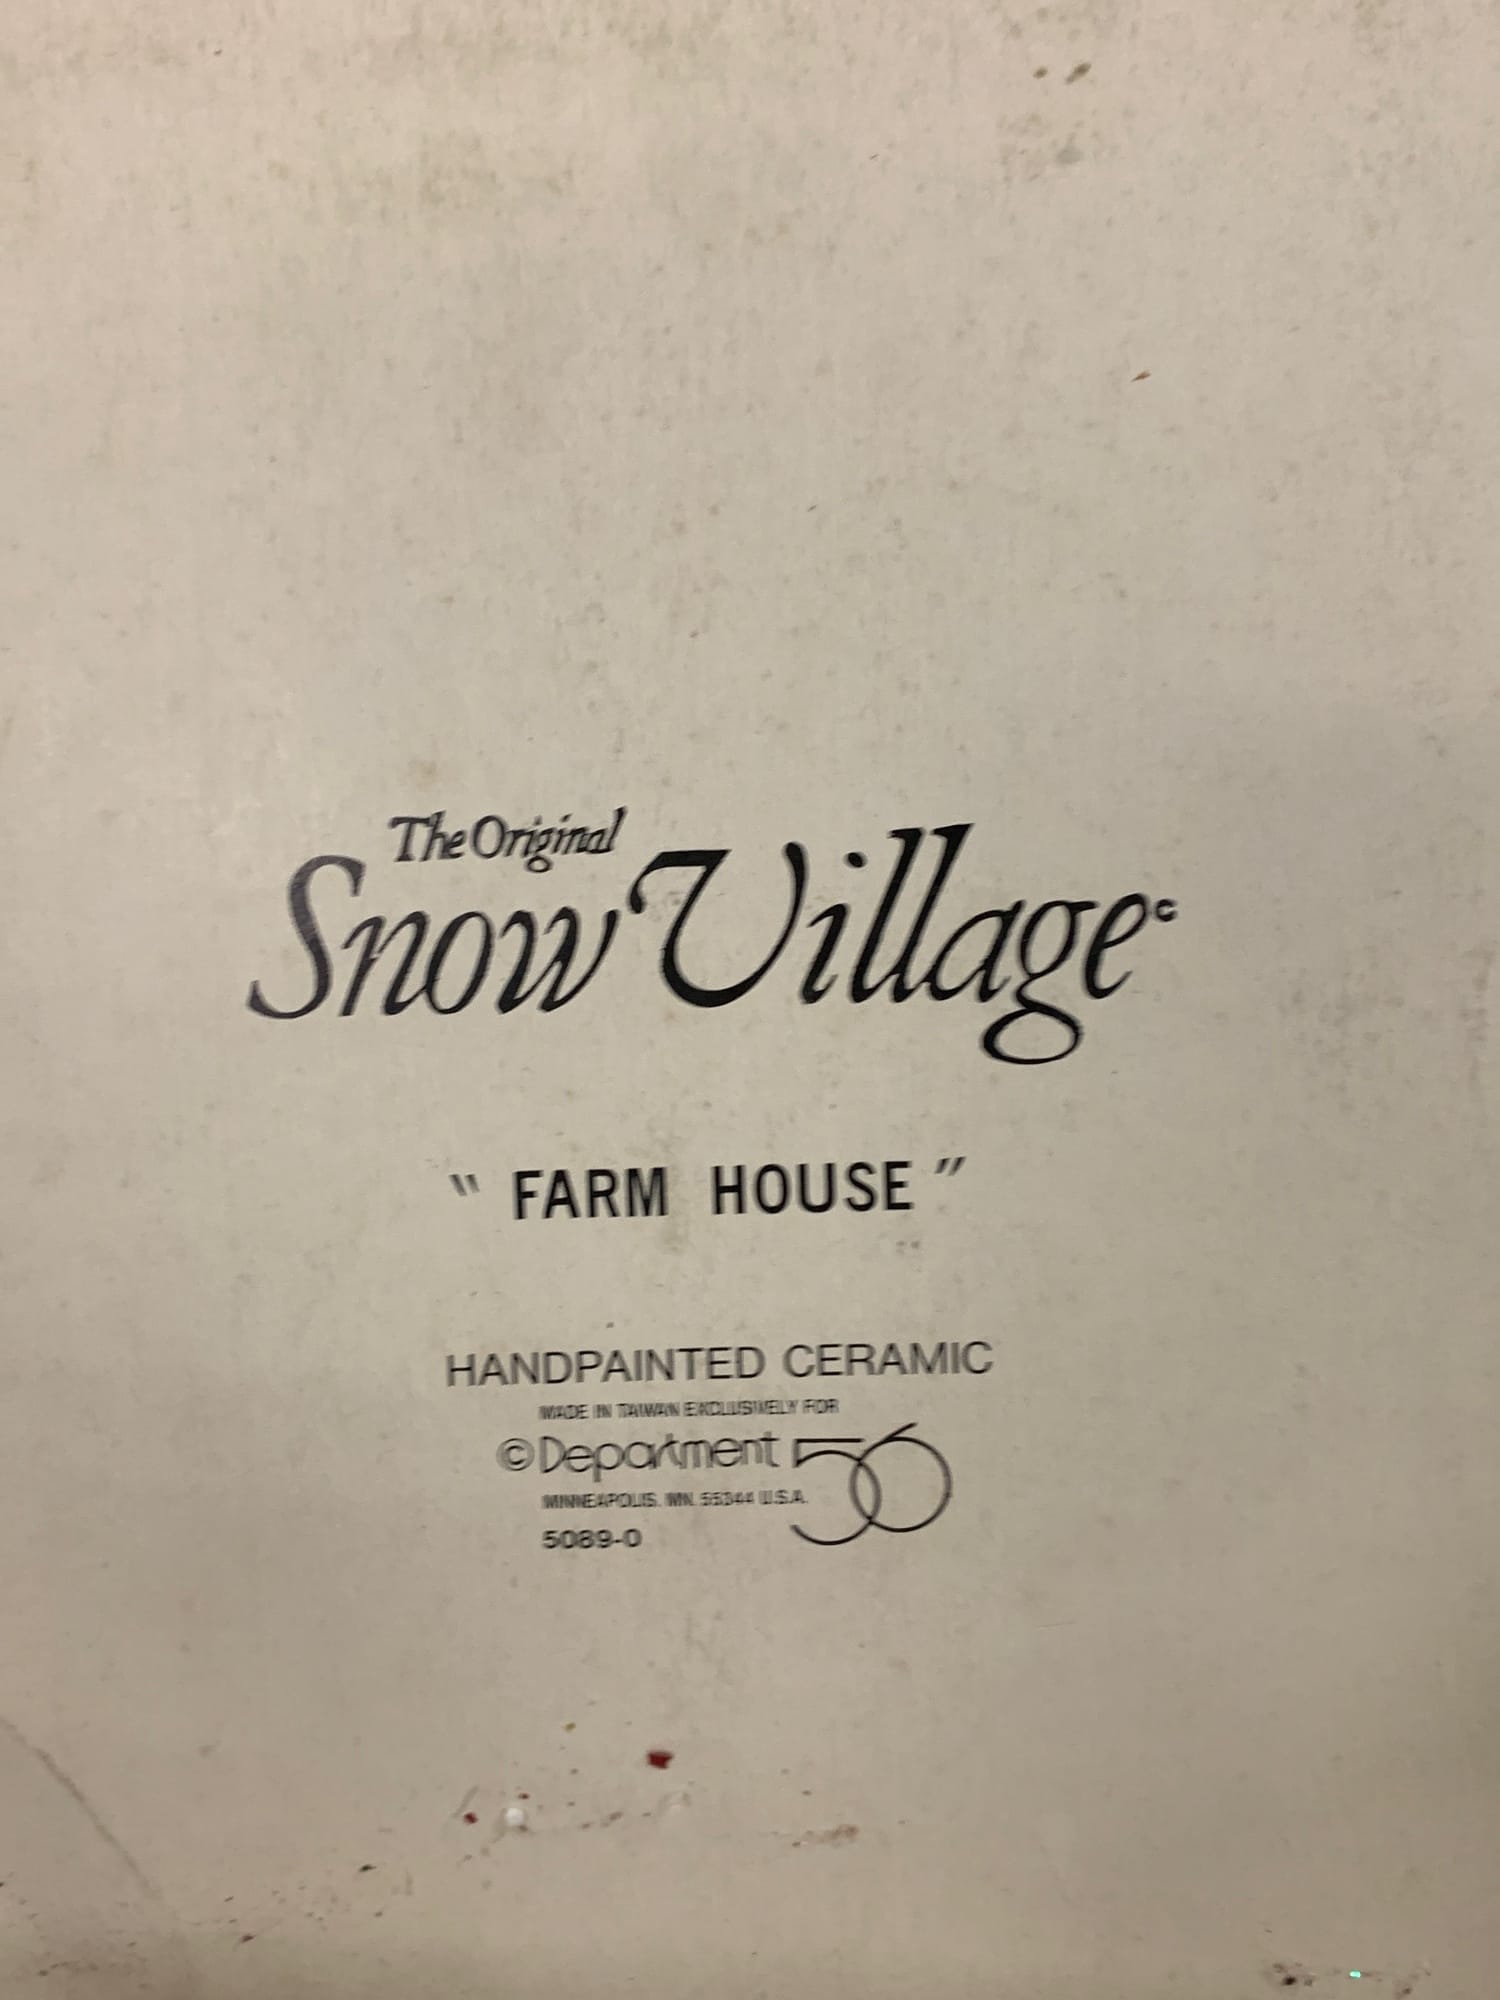 The Original
Snow Village©
" FARM HOUSE "
HANDPAINTED CERAMIC
MADE IN TAIWAN EXCLUSIVELY FOR
©Department 56
MINNEAPOLIS, MN. 55344 U.S.A.
5089-0